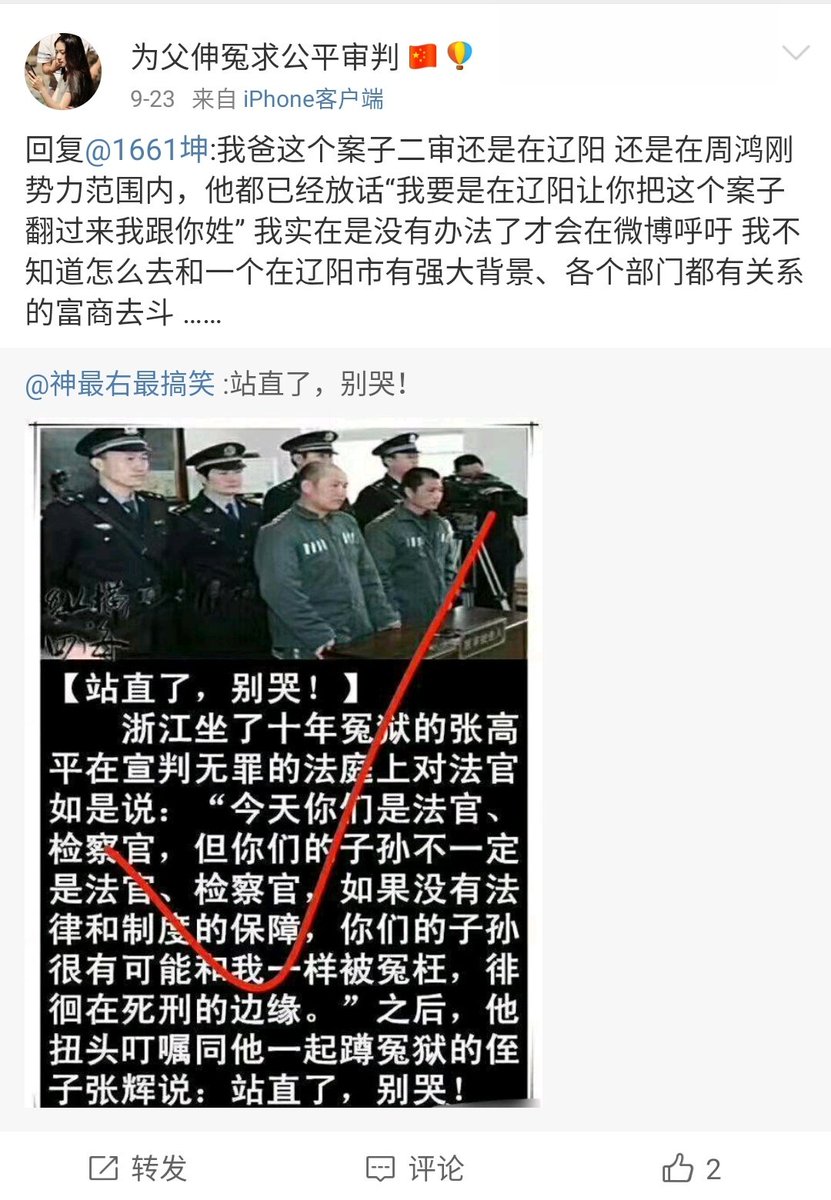 为父伸冤求公平审判🇨🇳🎈
9-23 来自 iPhone客户端
回复@1661坤:我爸这个案子二审还是在辽阳 还是在周鸿刚
势力范围内，他都已经放话“我要是在辽阳让你把这个案子
翻过来我跟你姓” 我实在是没有办法了才会在微博呼吁 我不
知道怎么去和一个在辽阳市有强大背景、各个部门都有关系
的富商去斗 ......
@神最右最搞笑 :站直了，别哭！
【站直了，别哭！】
浙江坐了十年冤狱的张高
平在宣判无罪的法庭上对法官
如是说：“今天你们是法官、
检察官，但你们的子孙不一定
是法官、检察官，如果没有法
律和制度的保障，你们的子孙
很有可能和我一样被冤枉，徘
徊在死刑的边缘。”之后，他
扭头叮嘱同他一起蹲冤狱的侄
子张辉说：站直了，别哭！
转发
评论
2